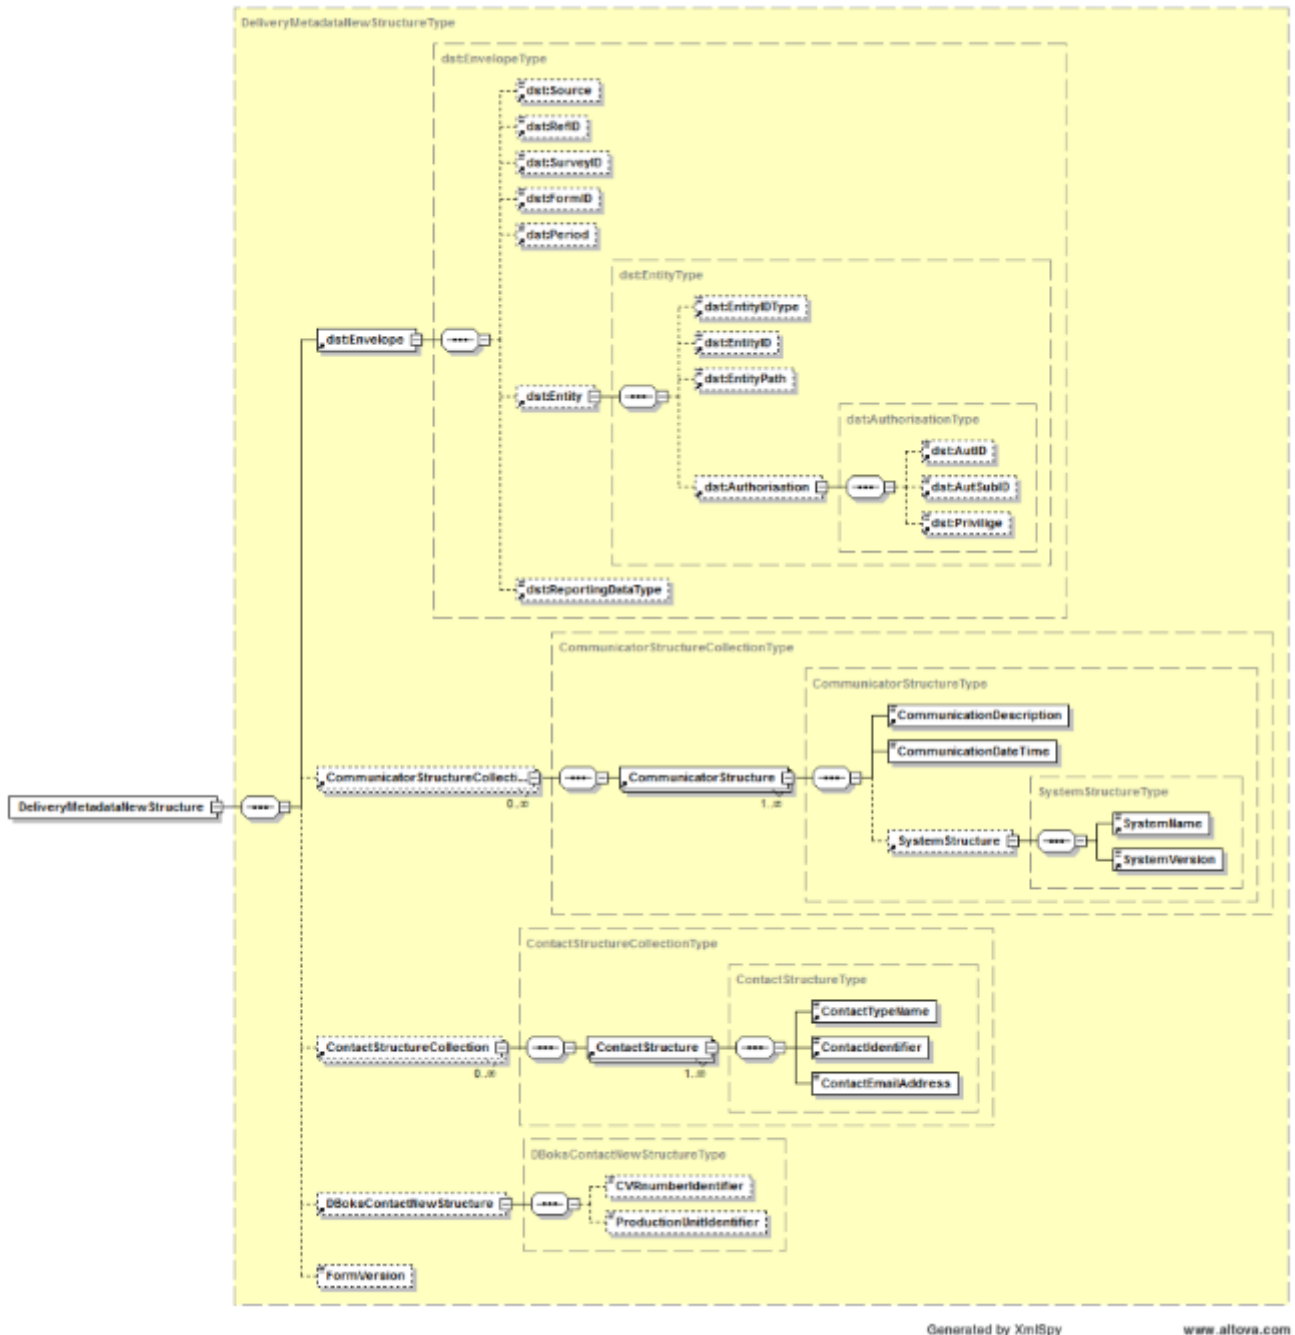 DeliveryMetadataNewStructureType
dst:EnvelopeType
dst:Source
dst:RefID
dst:SurveyID
dst:FormID
dst:Period
dst:EntityType
dst:EntityIDType
dst:Envelope
dst:EntityID
dst:EntityPath
dst:Entity
dst:AuthorisationType
dst:AutID
dst:Authorisation
dst:AutSubID
dst:Privilige
dst:ReportingDataType
CommunicatorStructureCollectionType
CommunicatorStructureType
CommunicationDescription
CommunicationDateTime
CommunicatorStructureCollecti...
0..∞
CommunicatorStructure
1..∞
SystemStructureType
DeliveryMetadataNewStructure
SystemName
SystemStructure
SystemVersion
ContactStructureCollectionType
ContactStructureType
ContactTypeName
ContactStructureCollection
0..∞
ContactStructure
1..∞
ContactIdentifier
ContactEmailAddress
DBoksContactNewStructureType
CVRnumberIdentifier
DBoksContactNewStructure
ProductionUnitIdentifier
FormVersion
Generated by XmlSpy
www.altova.com